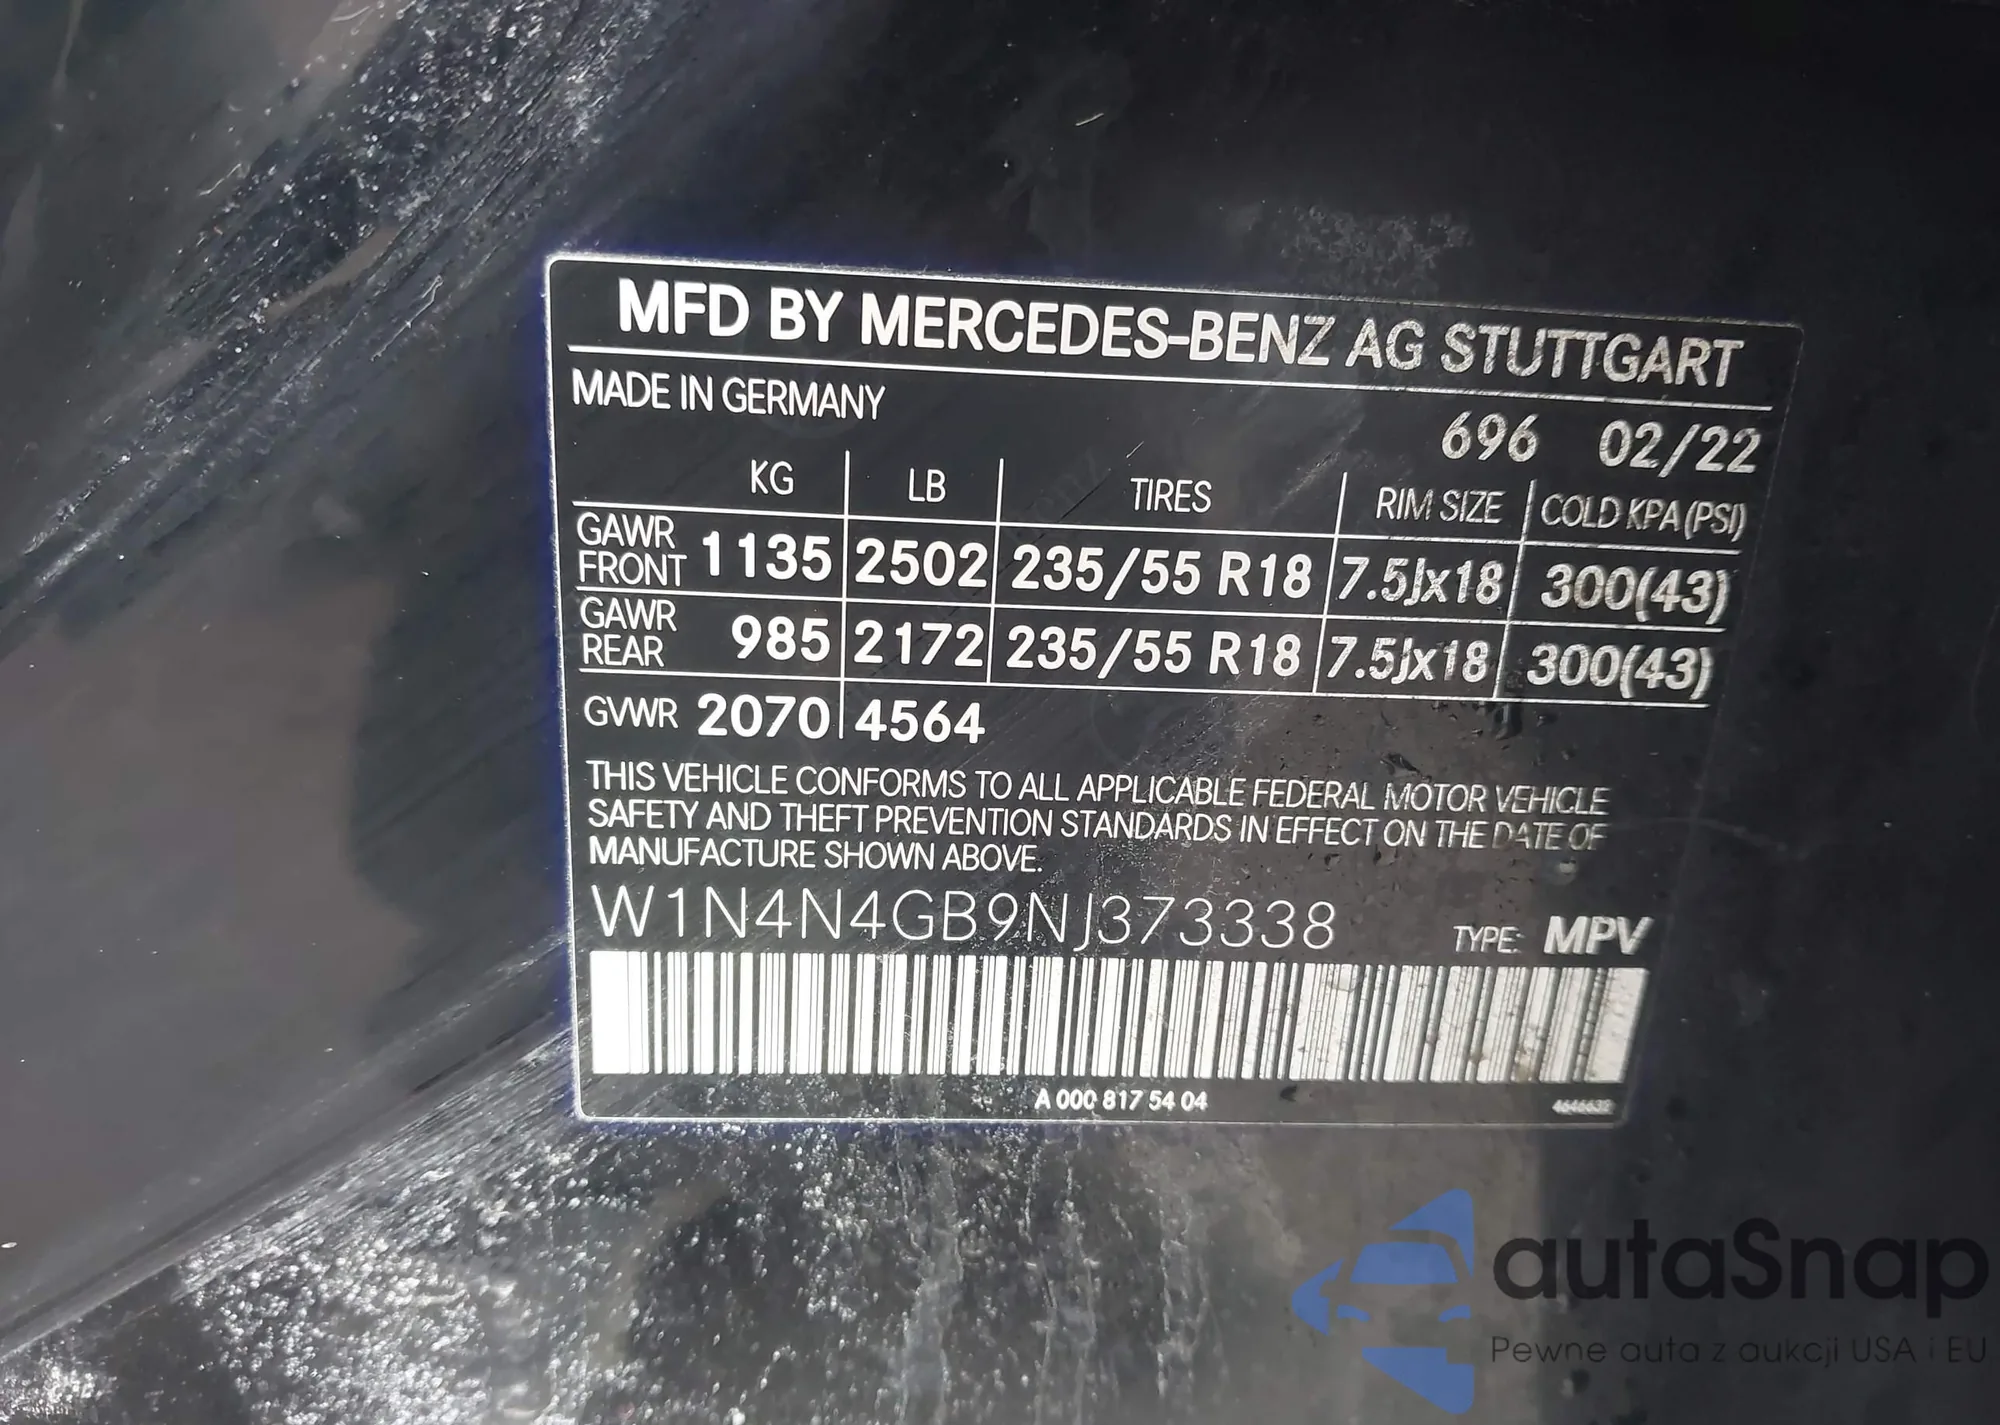 MFD BY MERCEDES-BENZ AG STUTTGART
MADE IN GERMANY
696 02/22
KG LB TIRES RIM SIZE COLD KPA (PSI)
GAWR FRONT 1135 2502 235/55 R18 7.5Jx18 300(43)
GAWR REAR 985 2172 235/55 R18 7.5Jx18 300(43)
GVWR 2070 4564
THIS VEHICLE CONFORMS TO ALL APPLICABLE FEDERAL MOTOR VEHICLE
SAFETY AND THEFT PREVENTION STANDARDS IN EFFECT ON THE DATE OF
MANUFACTURE SHOWN ABOVE.
W1N4N4GB9NJ373338 TYPE: MPV
A 000 817 54 04
autaSnap
Pewne auta z aukcji USA i EU